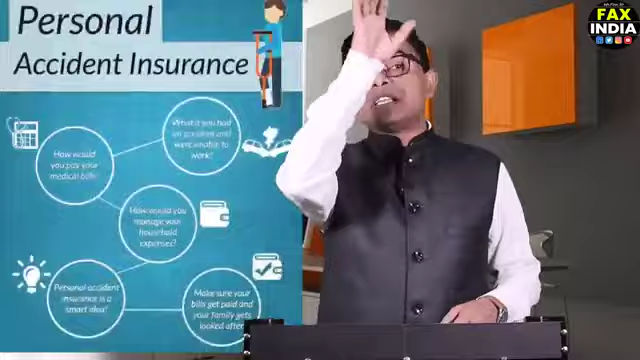 Personal
Accident Insurance
What if you had
an accident and
were unable to
work?
How would
you pay your
medical bills?
How would you
manage your
household
expenses?
Personal accident
insurance is a
smart idea!
Make sure your
bills get paid and
your family gets
looked after
FAX
INDIA